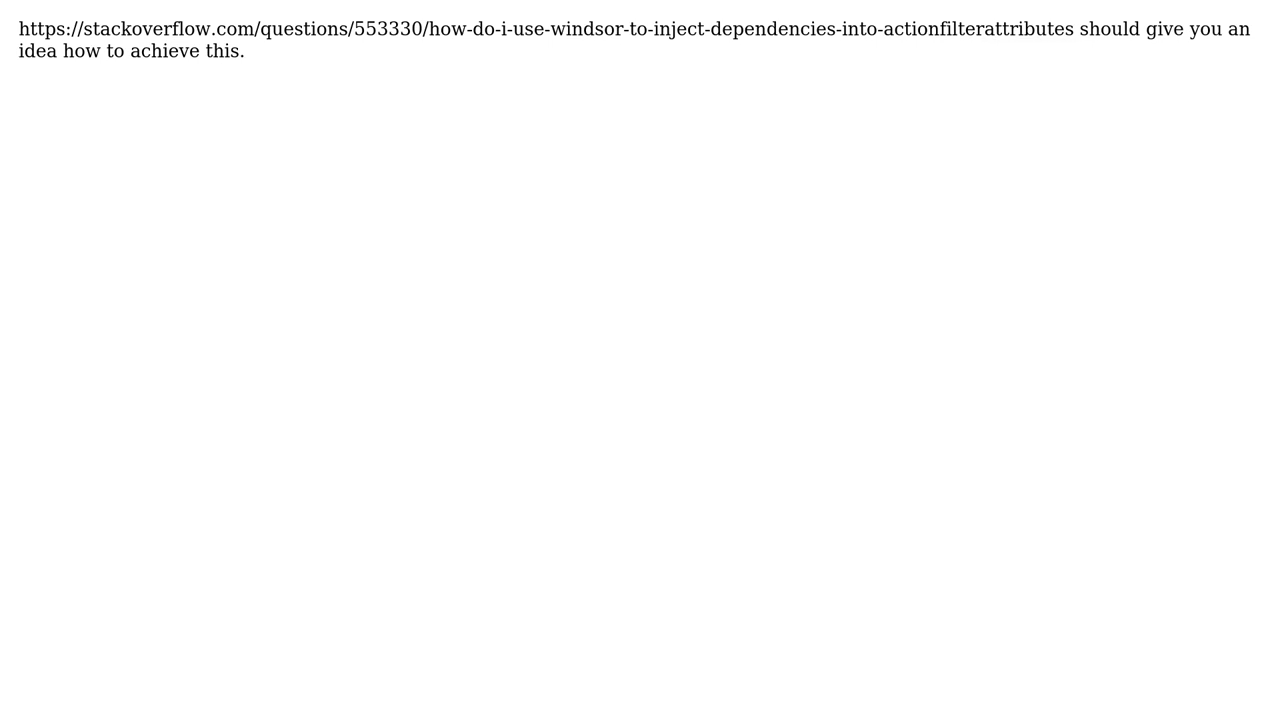 https://stackoverflow.com/questions/553330/how-do-i-use-windsor-to-inject-dependencies-into-actionfilterattributes should give you an
idea how to achieve this.